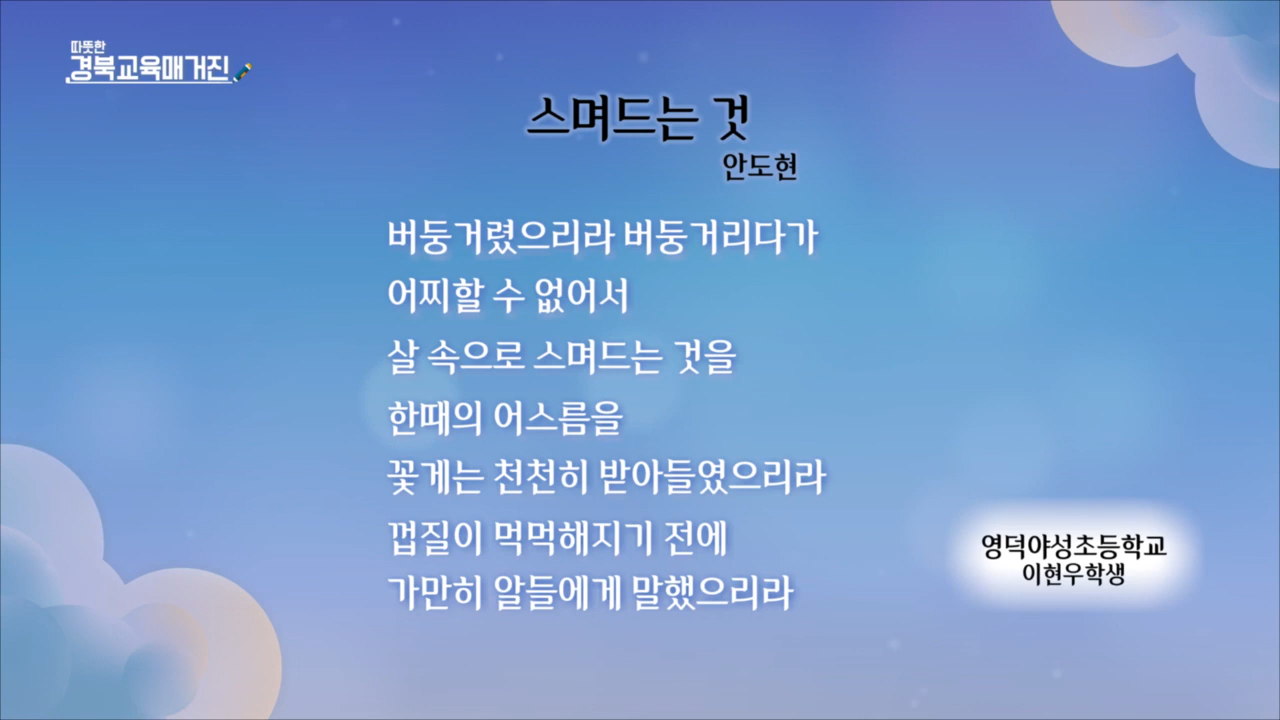 따뜻한
경북교육매거진
스며드는 것
안도현
버둥거렸으리라 버둥거리다가
어찌할 수 없어서
살 속으로 스며드는 것을
한때의 어스름을
꽃게는 천천히 받아들였으리라
껍질이 먹먹해지기 전에
가만히 알들에게 말했으리라
영덕야성초등학교
이현우학생